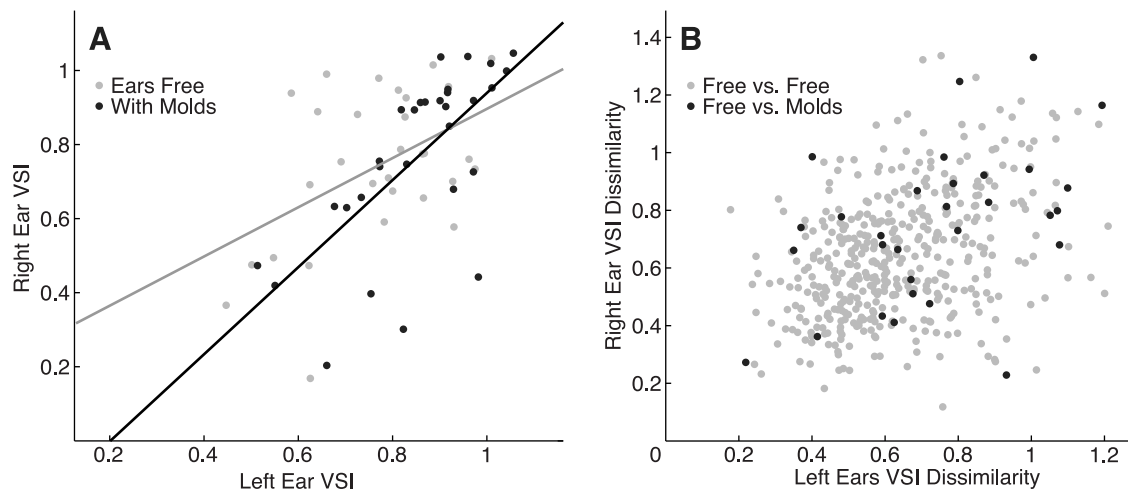 A
Ears Free
With Molds
Right Ear VSI
1
0.8
0.6
0.4
0.2
0.2
0.4
0.6
0.8
1
Left Ear VSI
B
Free vs. Free
Free vs. Molds
Right Ear VSI Dissimilarity
1.4
1.2
1
0.8
0.6
0.4
0.2
0
0.2
0.4
0.6
0.8
1
1.2
Left Ears VSI Dissimilarity